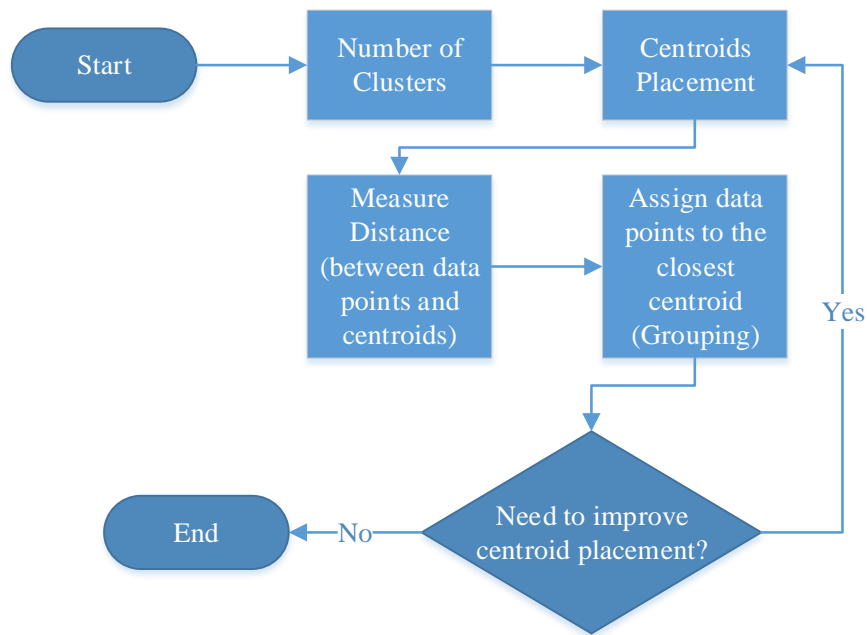 Start
Number of
Clusters
Centroids
Placement
Measure
Distance
(between data
points and
centroids)
Assign data
points to the
closest
centroid
(Grouping)
Yes
Need to improve
centroid placement?
No
End